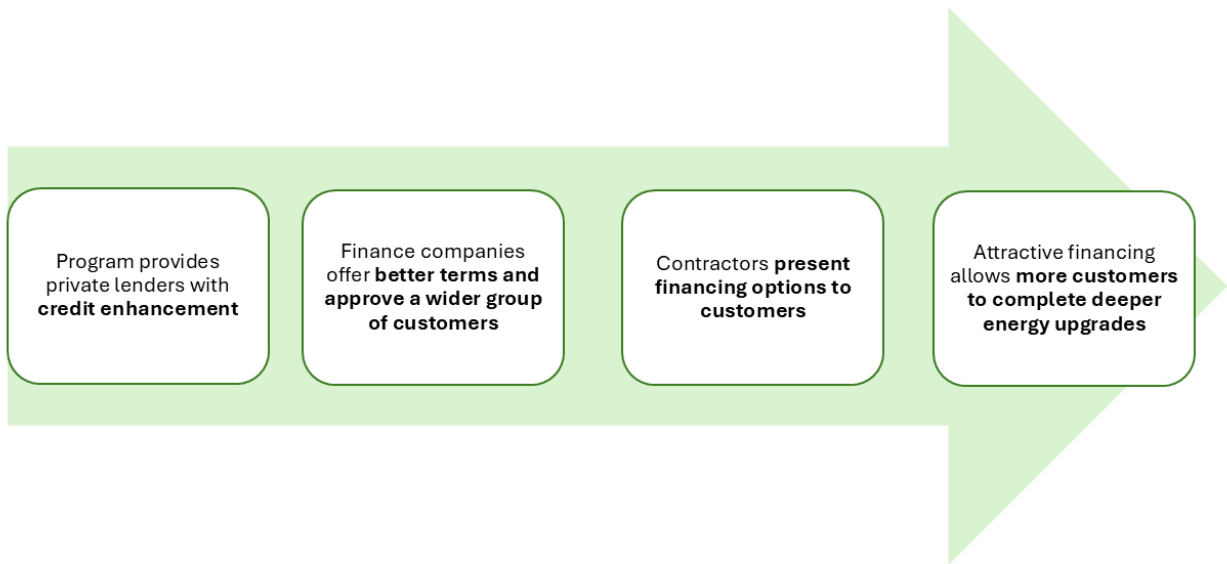 Program provides
private lenders with
credit enhancement
Finance companies
offer better terms and
approve a wider group
of customers
Contractors present
financing options to
customers
Attractive financing
allows more customers
to complete deeper
energy upgrades